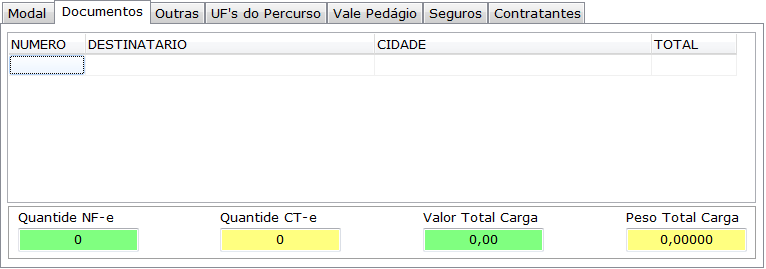 Modal Documentos Outras UF's do Percurso Vale Pedágio Seguros Contratantes
NUMERO DESTINATARIO CIDADE TOTAL
Quantide NF-e Quantide CT-e Valor Total Carga Peso Total Carga
0 0 0,00 0,00000